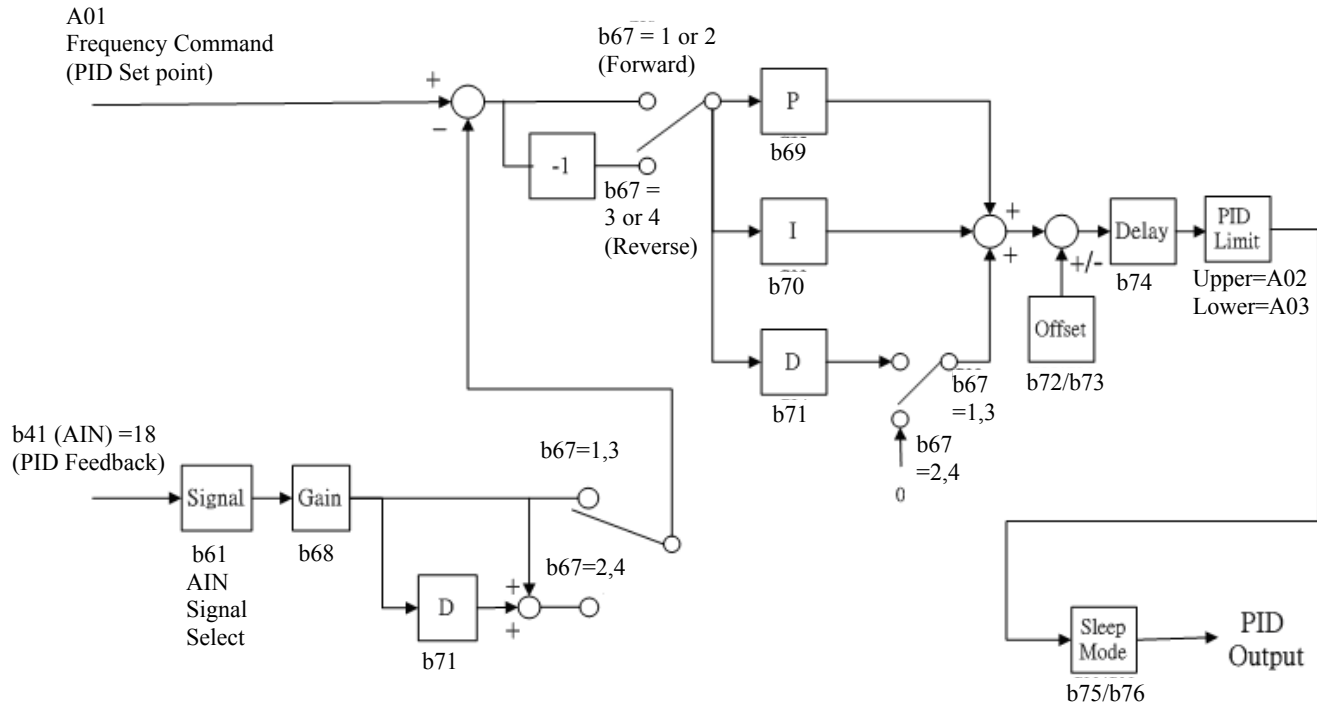 A01
Frequency Command
(PID Set point)
+
−
b67 = 1 or 2
(Forward)
-1
b67 =
3 or 4
(Reverse)
P
b69
I
b70
D
b71
+
+
+/-
Offset
b72/b73
Delay
b74
PID
Limit
Upper=A02
Lower=A03
b67
=1,3
b67
=2,4
0
b41 (AIN) =18
(PID Feedback)
Signal
b61
AIN
Signal
Select
Gain
b68
b67=1,3
b67=2,4
D
b71
+
+
Sleep
Mode
b75/b76
PID
Output